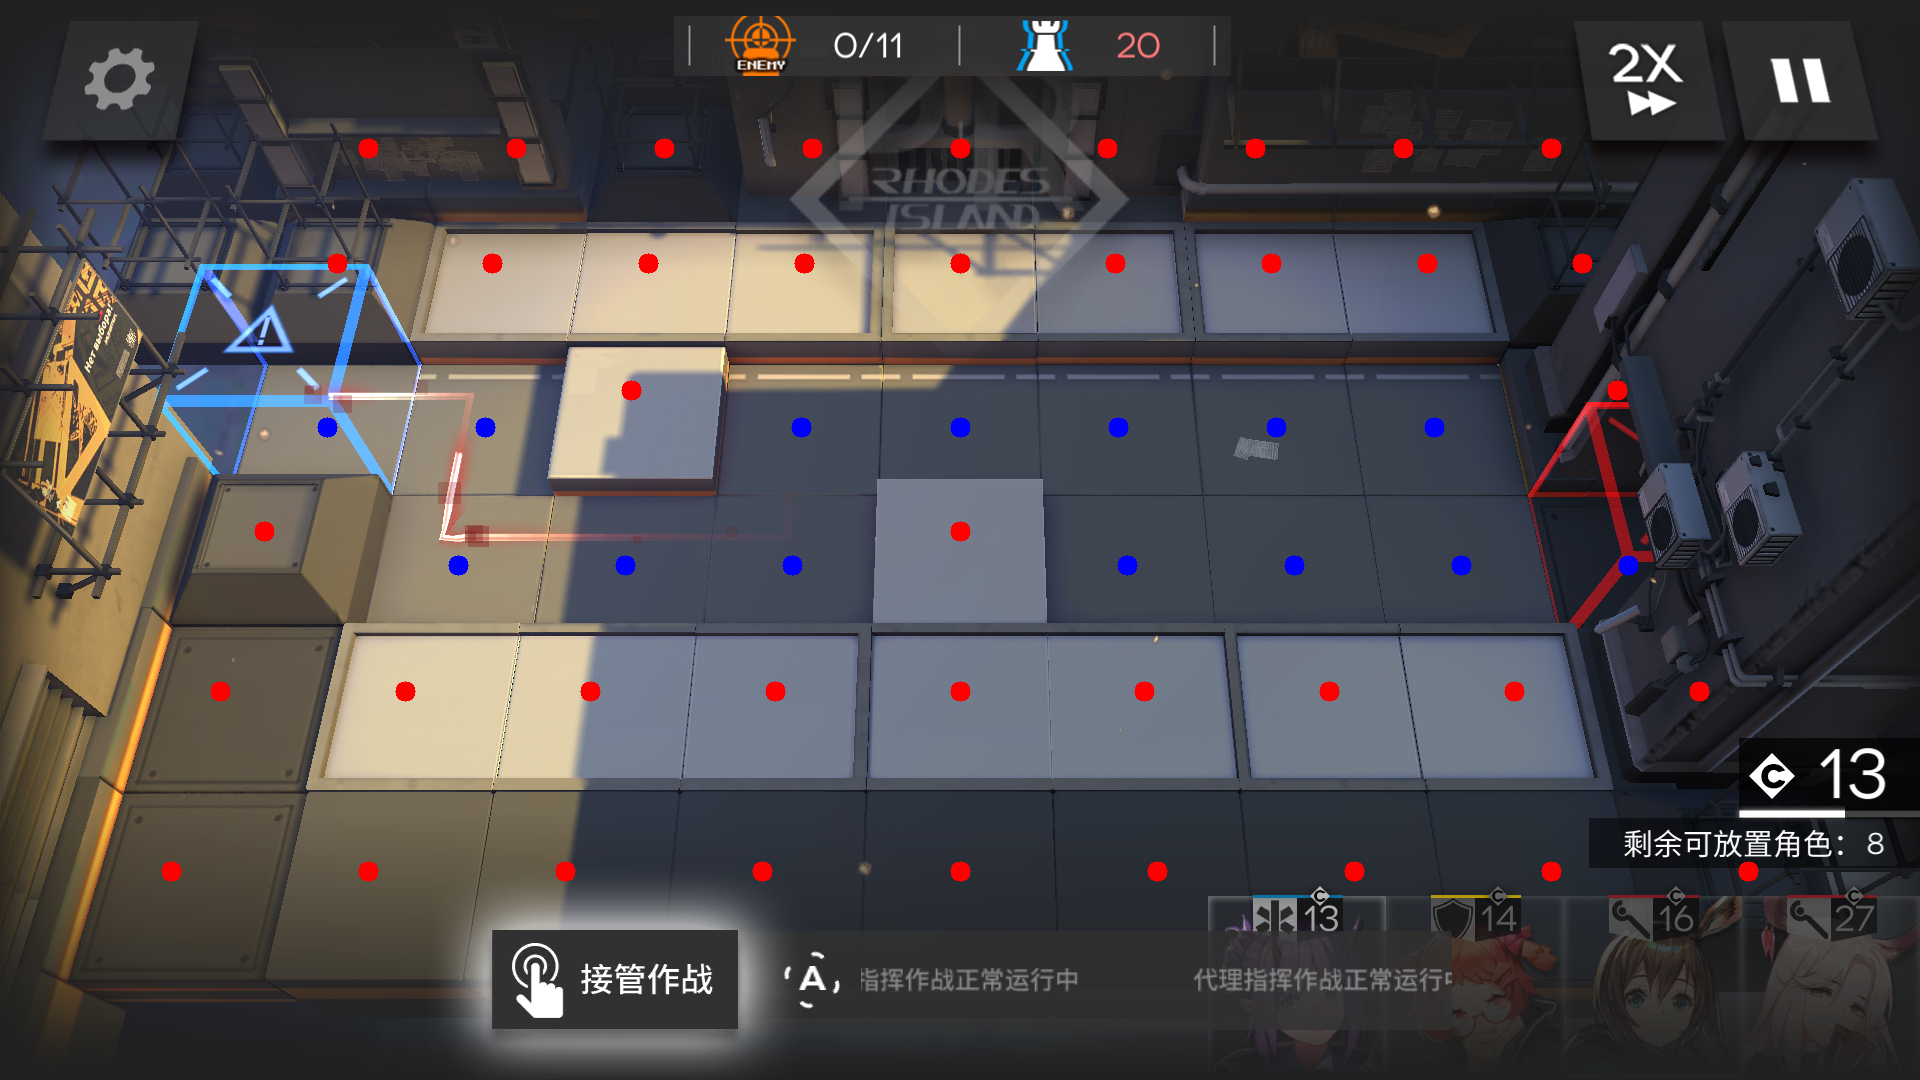 ENEMY
0/11
20
2X
RHODES
ISLAND
Нет выбора!
13
剩余可放置角色：8
13
14
16
27
接管作战
A
指挥作战正常运行中
代理指挥作战正常运行中